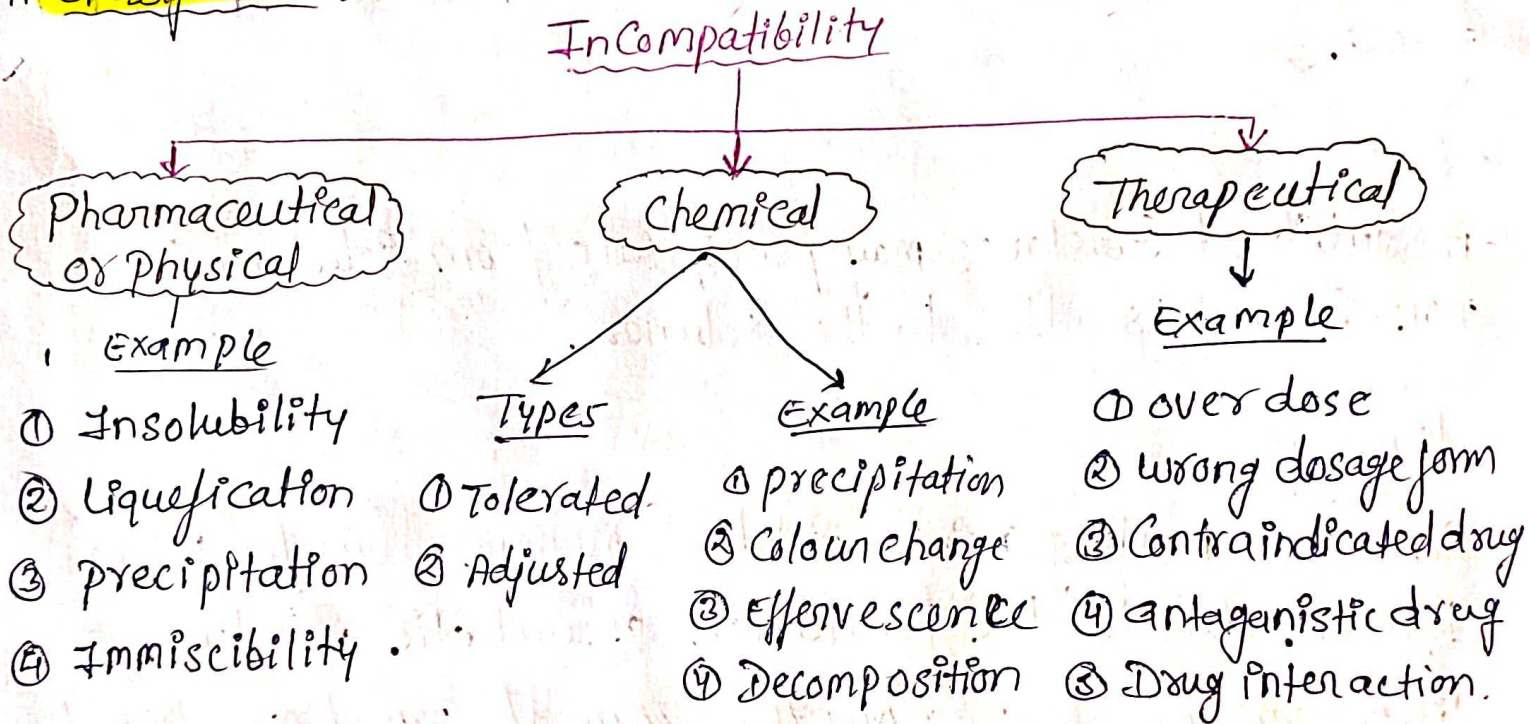 InCompatibility
Pharmaceutical
or Physical
Chemical
Therapeutical
Example
① Insolubility
② Liquefication
③ precipitation
④ Immiscibility.
Types
① Tolerated.
② Adjusted
Example
① precipitation
② Colour change
③ Effervescence
④ Decomposition
Example
① over dose
② wrong dosage form
③ Contraindicated drug
④ antaganistic drug
⑤ Drug interaction.